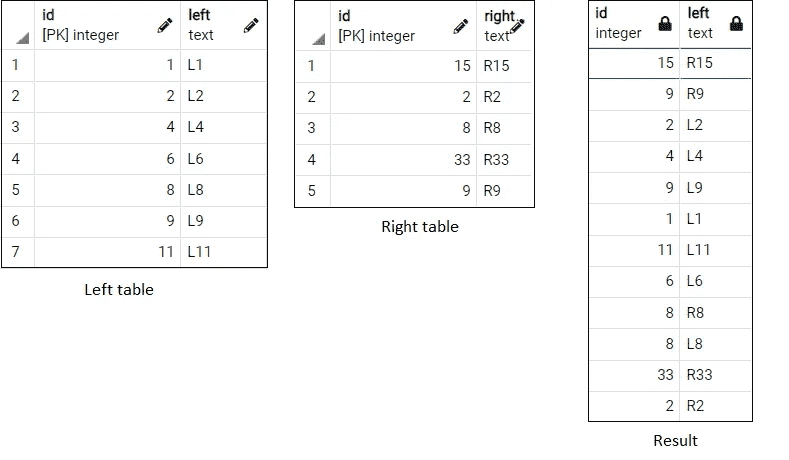 id left
[PK] integer text
1 1 L1
2 2 L2
3 4 L4
4 6 L6
5 8 L8
6 9 L9
7 11 L11
Left table
id right
[PK] integer text
1 15 R15
2 2 R2
3 8 R8
4 33 R33
5 9 R9
Right table
id left
integer text
15 R15
9 R9
2 L2
4 L4
9 L9
1 L1
11 L11
6 L6
8 R8
8 L8
33 R33
2 R2
Result